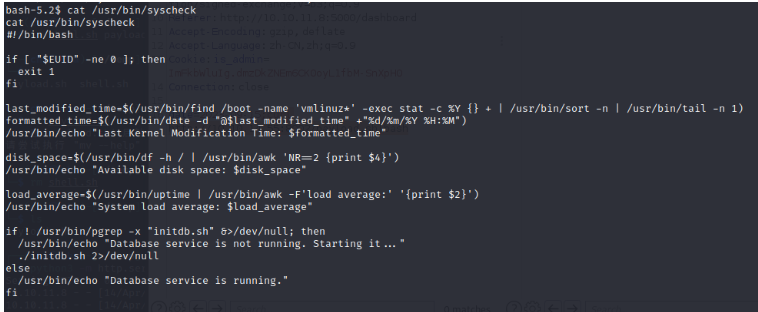 bash-5.2$ cat /usr/bin/syscheck
cat /usr/bin/syscheck
#!/bin/bash
if [ "$EUID" -ne 0 ]; then
  exit 1
fi
last_modified_time=$(/usr/bin/find /boot -name 'vmlinuz*' -exec stat -c %Y {} + | /usr/bin/sort -n | /usr/bin/tail -n 1)
formatted_time=$(/usr/bin/date -d "@$last_modified_time" +"%d/%m/%Y %H:%M")
/usr/bin/echo "Last Kernel Modification Time: $formatted_time"
disk_space=$(/usr/bin/df -h / | /usr/bin/awk 'NR==2 {print $4}')
/usr/bin/echo "Available disk space: $disk_space"
load_average=$(/usr/bin/uptime | /usr/bin/awk -F'load average:' '{print $2}')
/usr/bin/echo "System load average: $load_average"
if ! /usr/bin/pgrep -x "initdb.sh" &>/dev/null; then
  /usr/bin/echo "Database service is not running. Starting it..."
  ./initdb.sh 2>/dev/null
else
  /usr/bin/echo "Database service is running."
fi